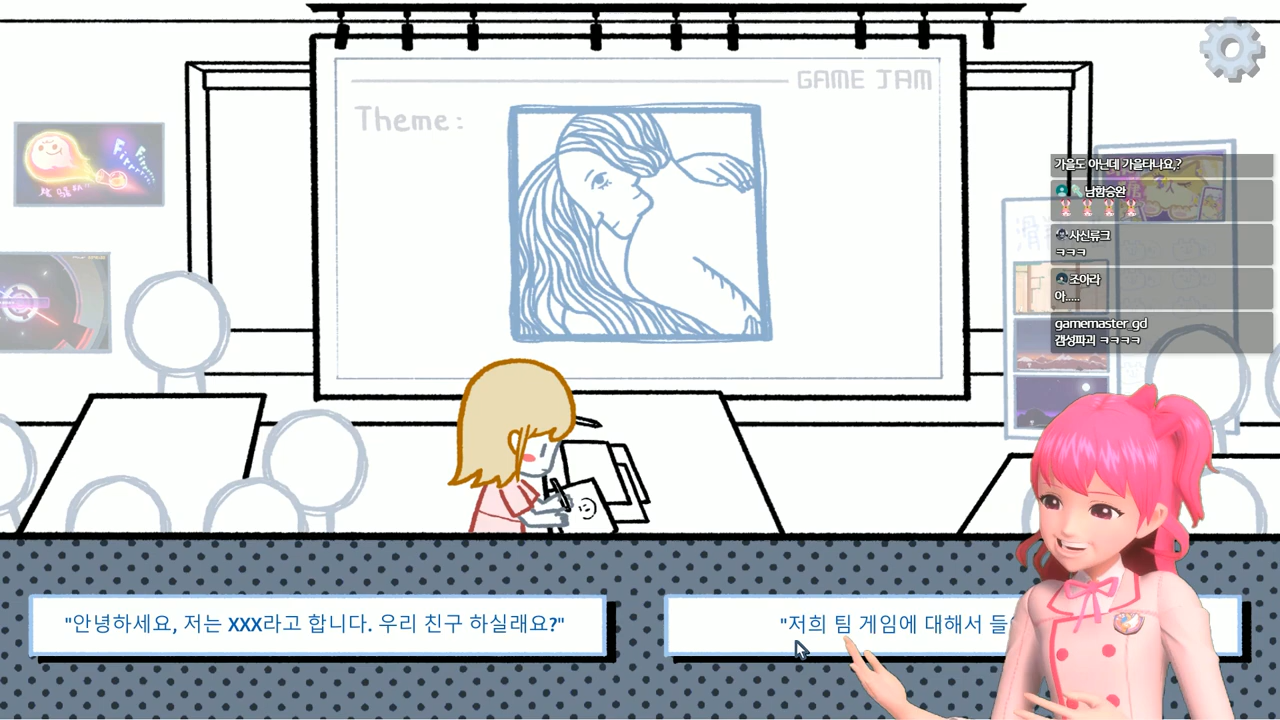 GAME JAM
Theme:
가을도 아닌데 가을타나요?
남함승완
사신류크
ㅋㅋㅋ
조아라
아.....
gamemaster_gd
갬성파괴 ㅋㅋㅋㅋ
"안녕하세요, 저는 XXX라고 합니다. 우리 친구 하실래요?"
"저희 팀 게임에 대해서